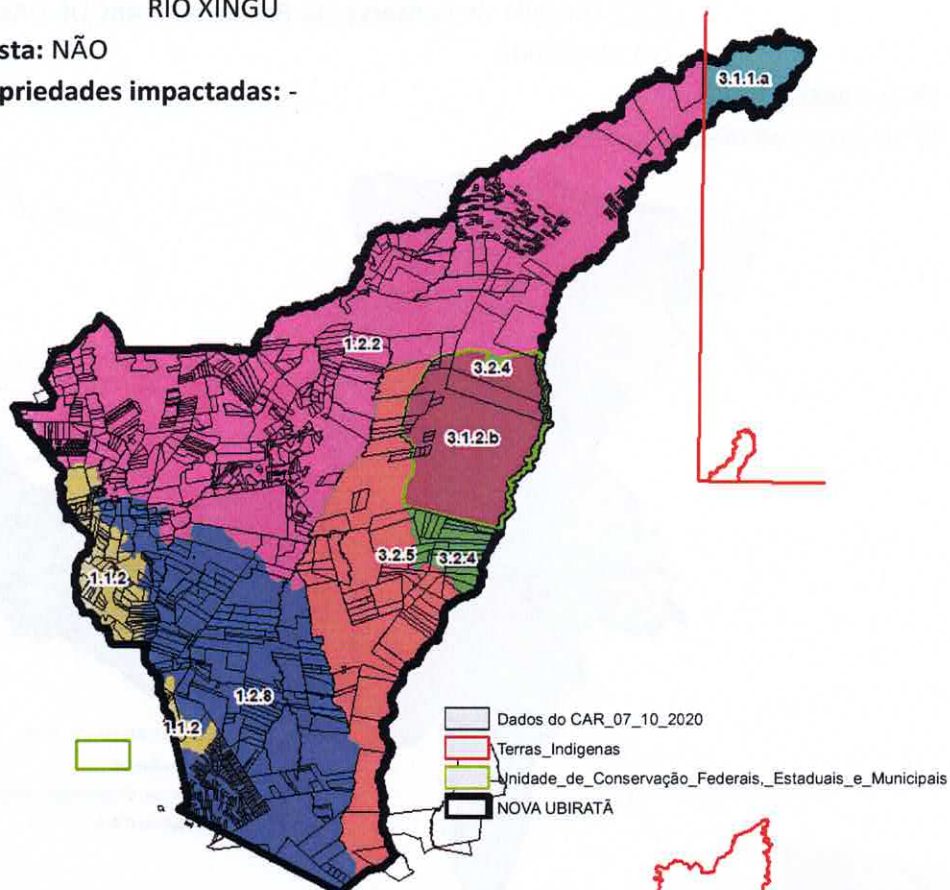 RIO XINGU
sta: NÃO
priedades impactadas: -
3.1.1.a
1.2.2
3.2.4
3.1.2.b
3.2.5
3.2.4
1.1.2
1.2.8
1.1.2
Dados do CAR_07_10_2020
Terras_Indigenas
Unidade_de_Conservação_Federais,_Estaduais_e_Municipais
NOVA UBIRATÃ